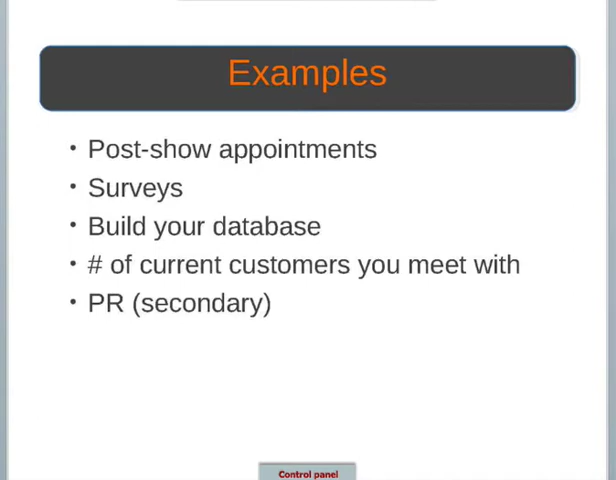 Examples
• Post-show appointments
• Surveys
• Build your database
• # of current customers you meet with
• PR (secondary)
Control panel